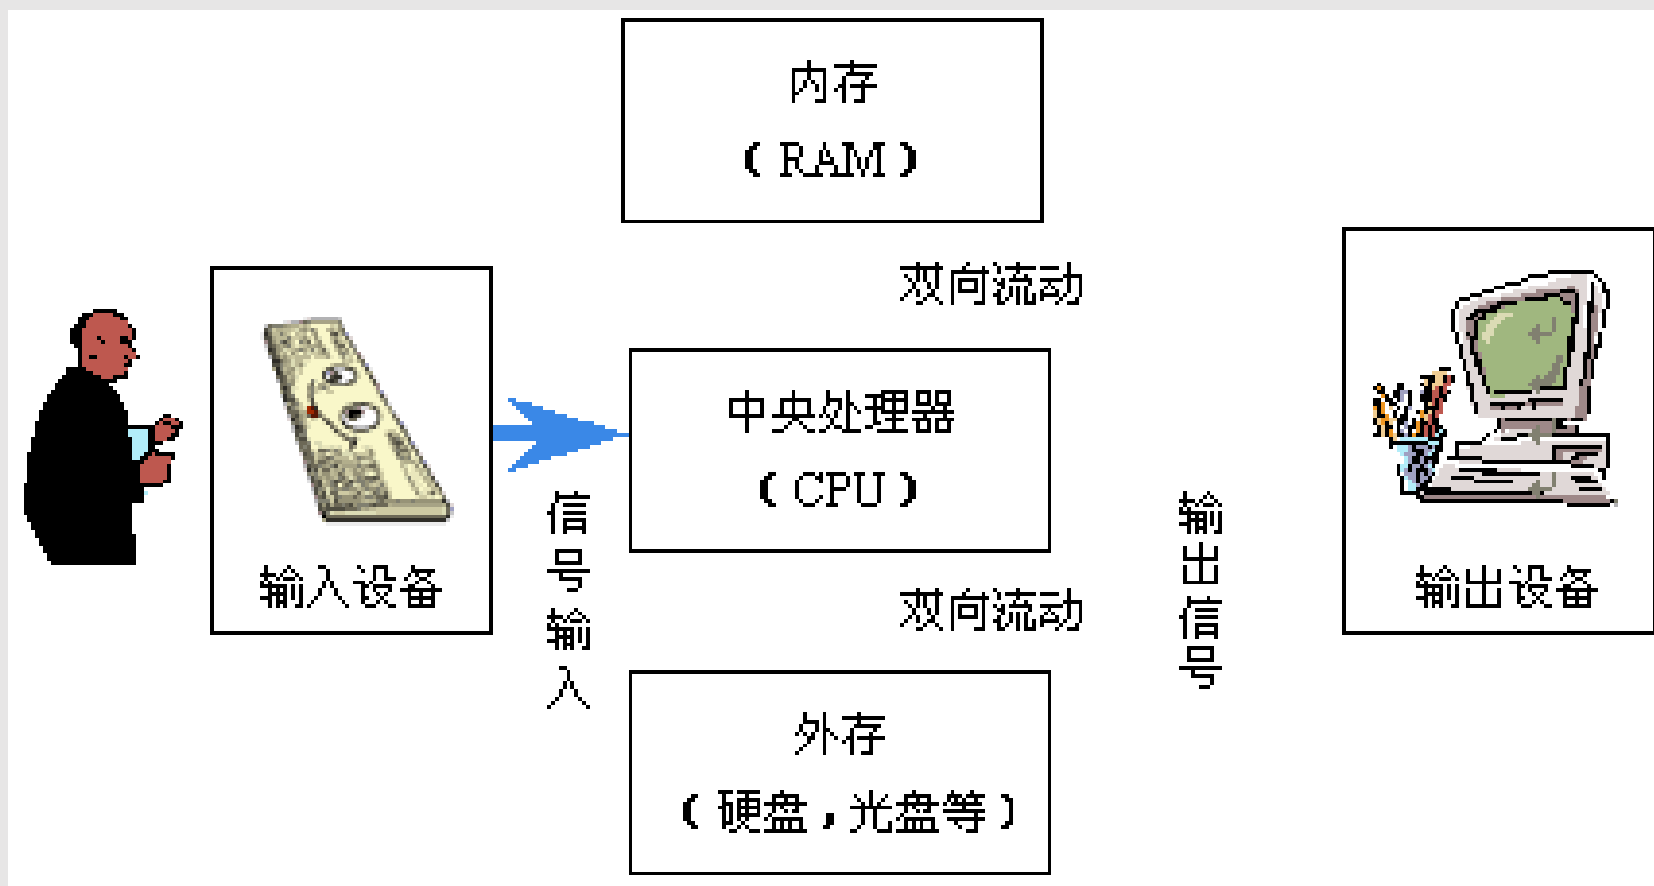 内存
（RAM）
双向流动
中央处理器
（CPU）
信号输入
输入设备
双向流动
输出信号
输出设备
外存
（硬盘，光盘等）